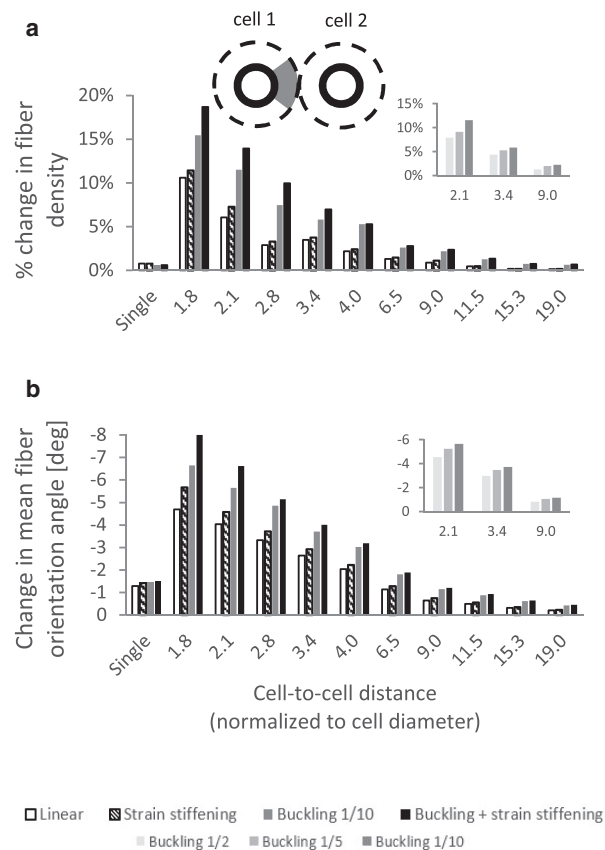 a
cell 1 cell 2
% change in fiber
density
20%
15%
10%
5%
0%
Single 1.8 2.1 2.8 3.4 4.0 6.5 9.0 11.5 15.3 19.0
15%
10%
5%
0%
2.1 3.4 9.0
b
Change in mean fiber
orientation angle [deg]
-8
-7
-6
-5
-4
-3
-2
-1
0
Single 1.8 2.1 2.8 3.4 4.0 6.5 9.0 11.5 15.3 19.0
-6
-4
-2
0
2.1 3.4 9.0
Cell-to-cell distance
(normalized to cell diameter)
Linear Strain stiffening Buckling 1/10 Buckling + strain stiffening
Buckling 1/2 Buckling 1/5 Buckling 1/10